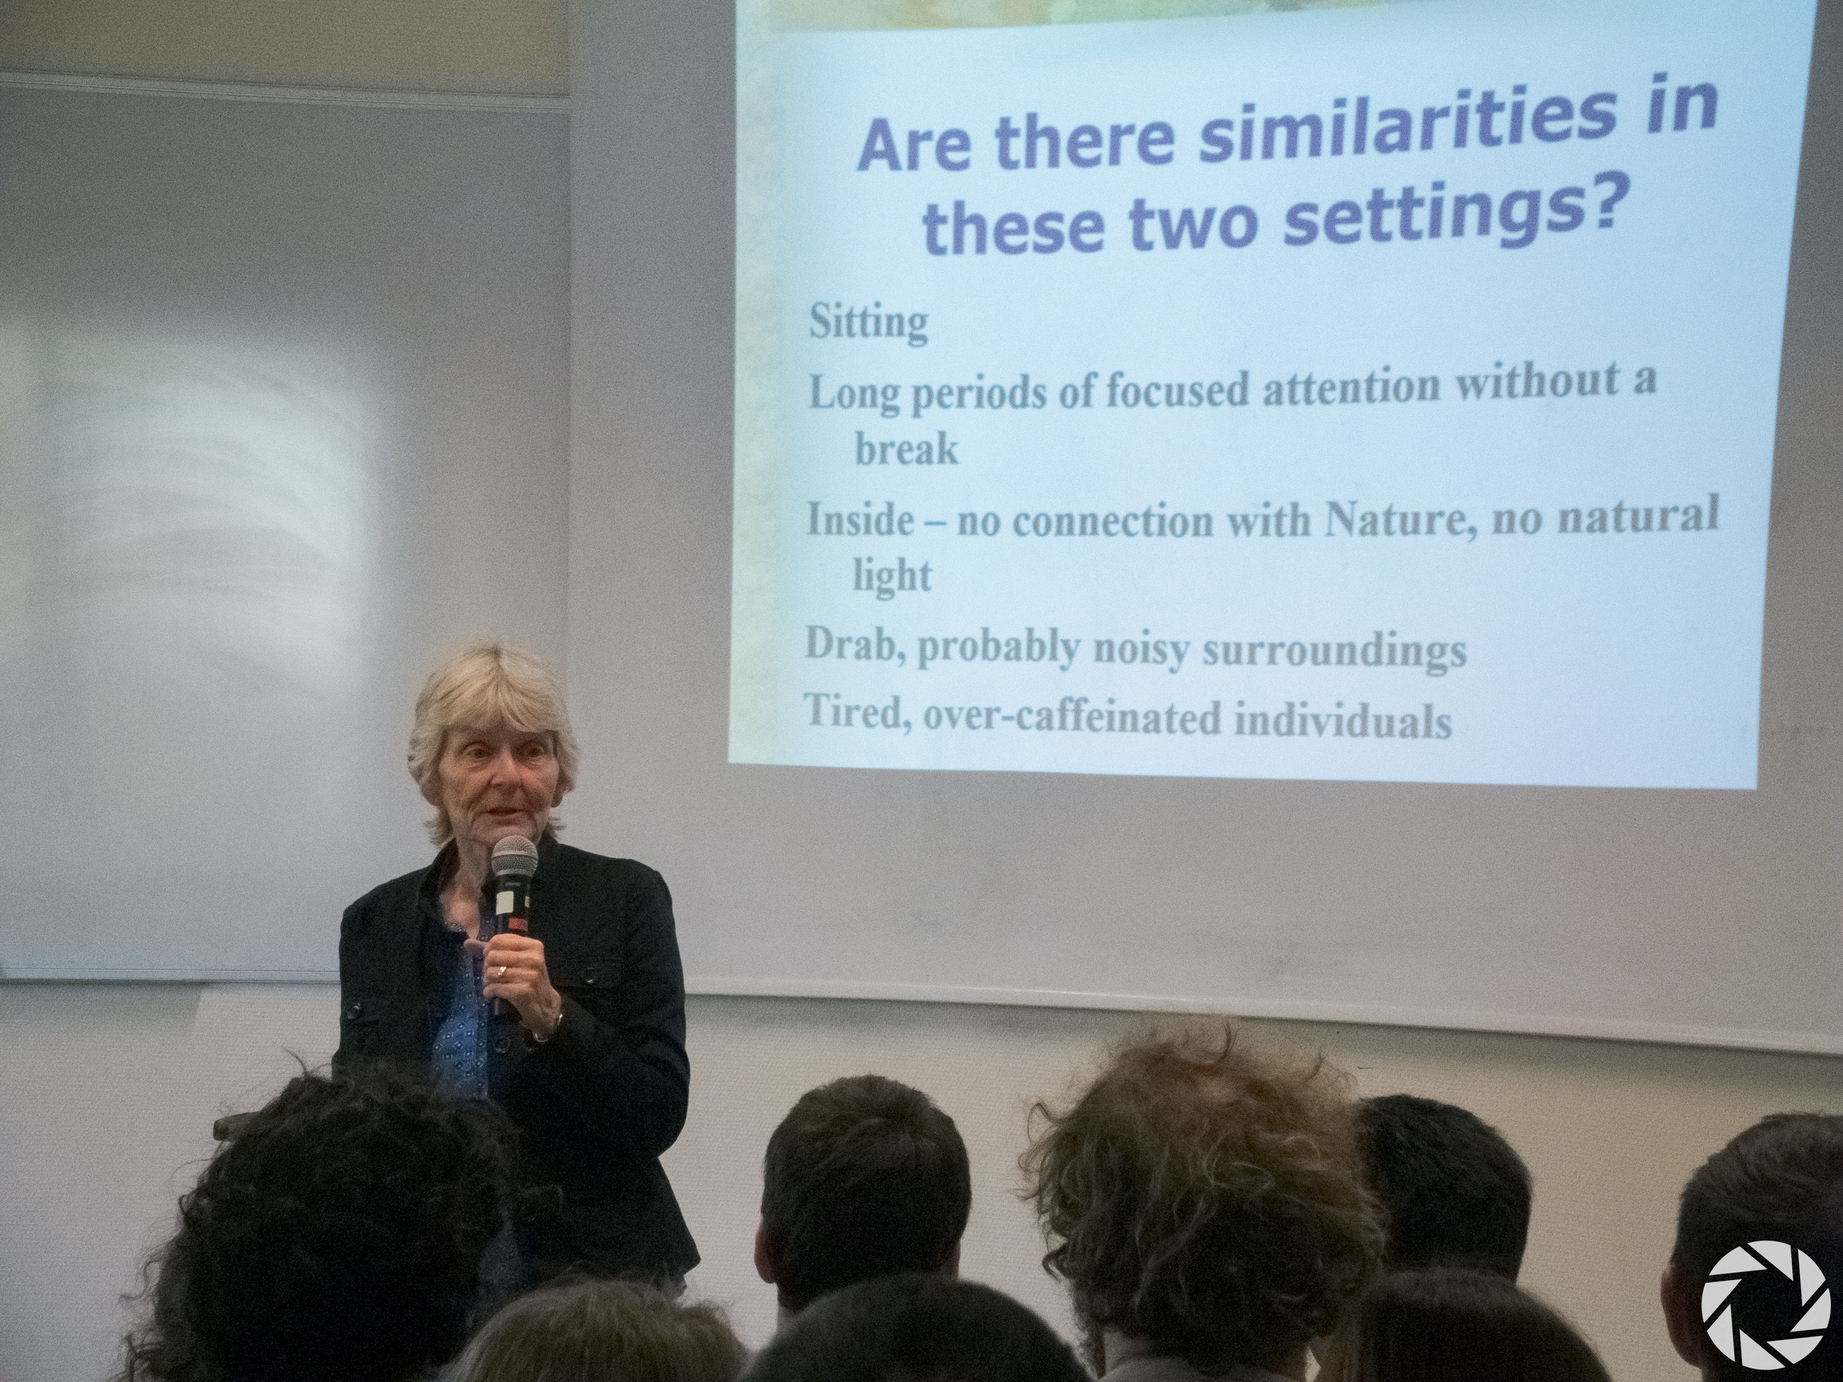 Are there similarities in
these two settings?
Sitting
Long periods of focused attention without a
break
Inside – no connection with Nature, no natural
light
Drab, probably noisy surroundings
Tired, over-caffeinated individuals